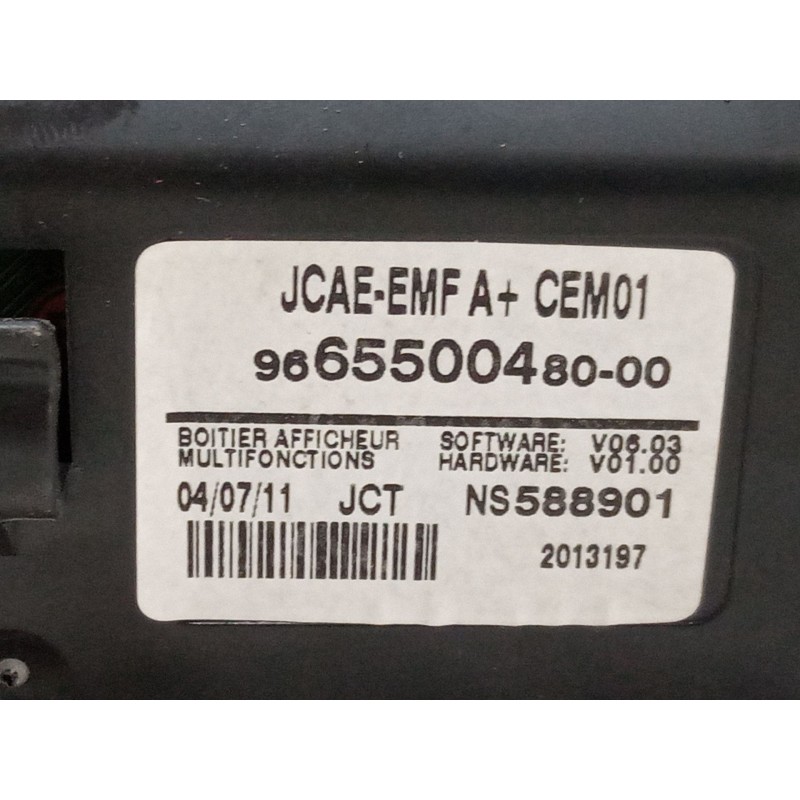 JCAE-EMF A+ CEM01
9665500480-00
BOITIER AFFICHEUR SOFTWARE: V06.03
MULTIFONCTIONS HARDWARE: V01.00
04/07/11 JCT NS588901
2013197